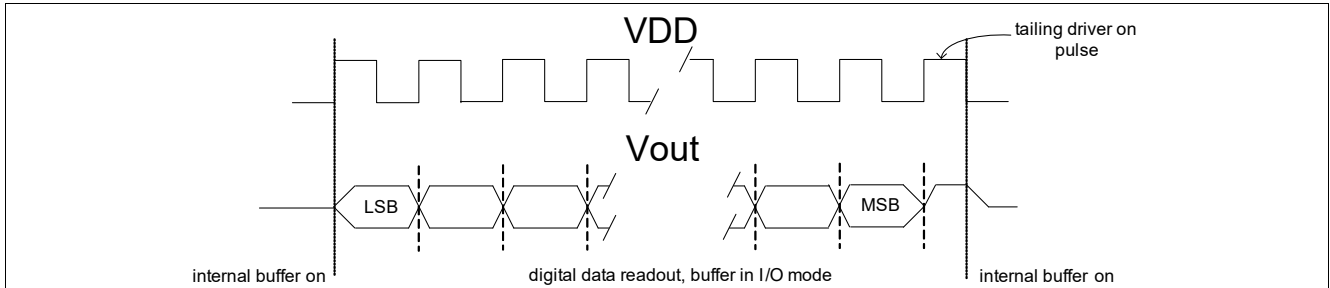 VDD
tailing driver on
pulse
Vout
LSB
MSB
internal buffer on
digital data readout, buffer in I/O mode
internal buffer on